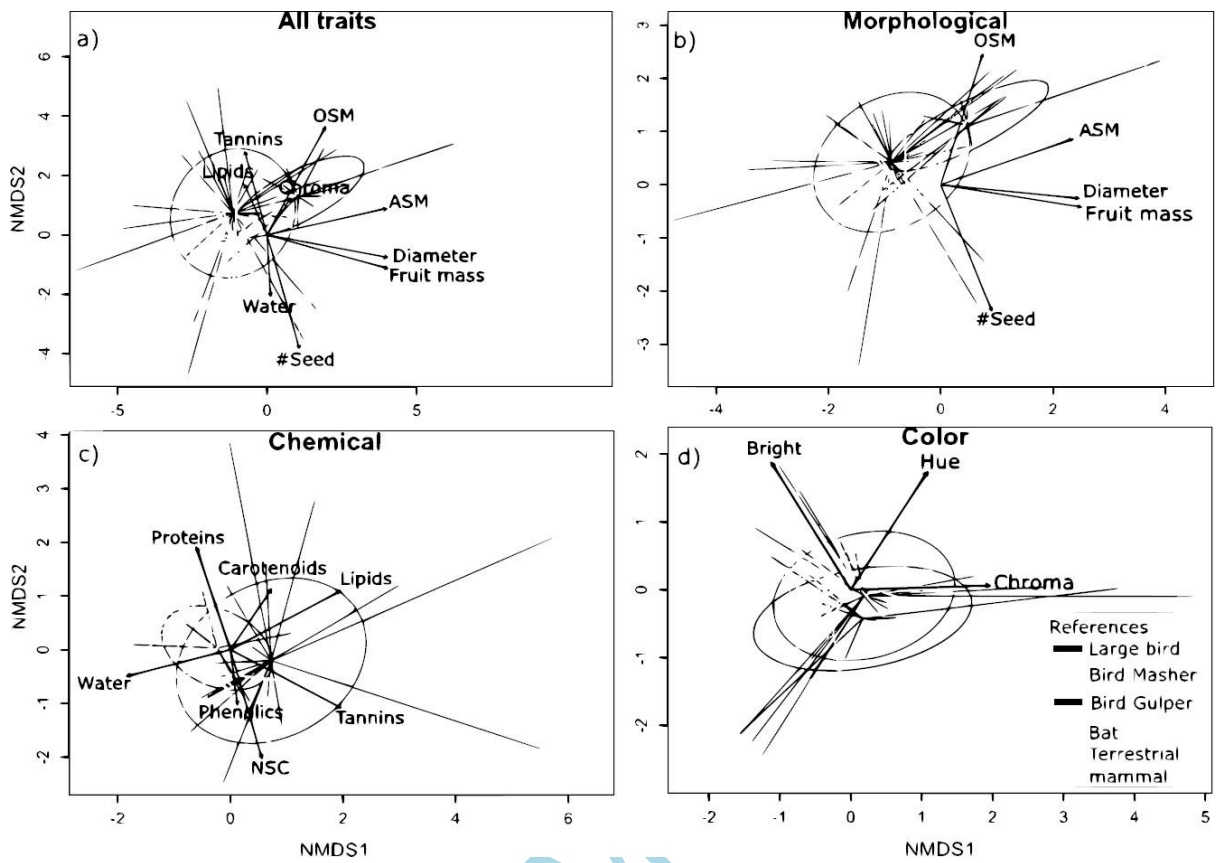 All traits
a)
6
4
2
0
-2
-4
NMDS2
OSM
Tannins
Lipids
Chroma
ASM
Diameter
Fruit mass
Water
#Seed
-5
0
5
Morphological
b)
3
2
1
0
-1
-2
-3
OSM
ASM
Diameter
Fruit mass
#Seed
-4
-2
0
2
4
Chemical
c)
4
3
2
1
0
-1
-2
NMDS2
Proteins
Carotenoids
Lipids
Water
Phenolics
Tannins
NSC
-2
0
2
4
6
NMDS1
Color
d)
2
1
0
-1
-2
Bright
Hue
Chroma
References
Large bird
Bird Masher
Bird Gulper
Bat
Terrestrial
mammal
-2
-1
0
1
2
3
4
5
NMDS1